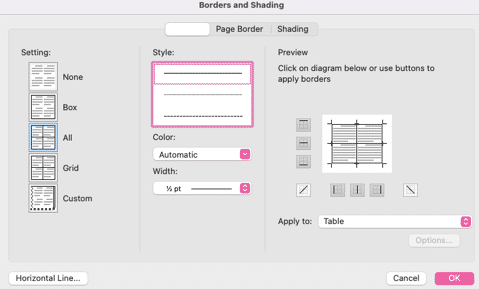 Borders and Shading
Page Border
Shading
Setting:
None
Box
All
Grid
Custom
Style:
Color:
Automatic
Width:
½ pt
Preview
Click on diagram below or use buttons to
apply borders
Apply to:
Table
Options...
Horizontal Line...
Cancel
OK